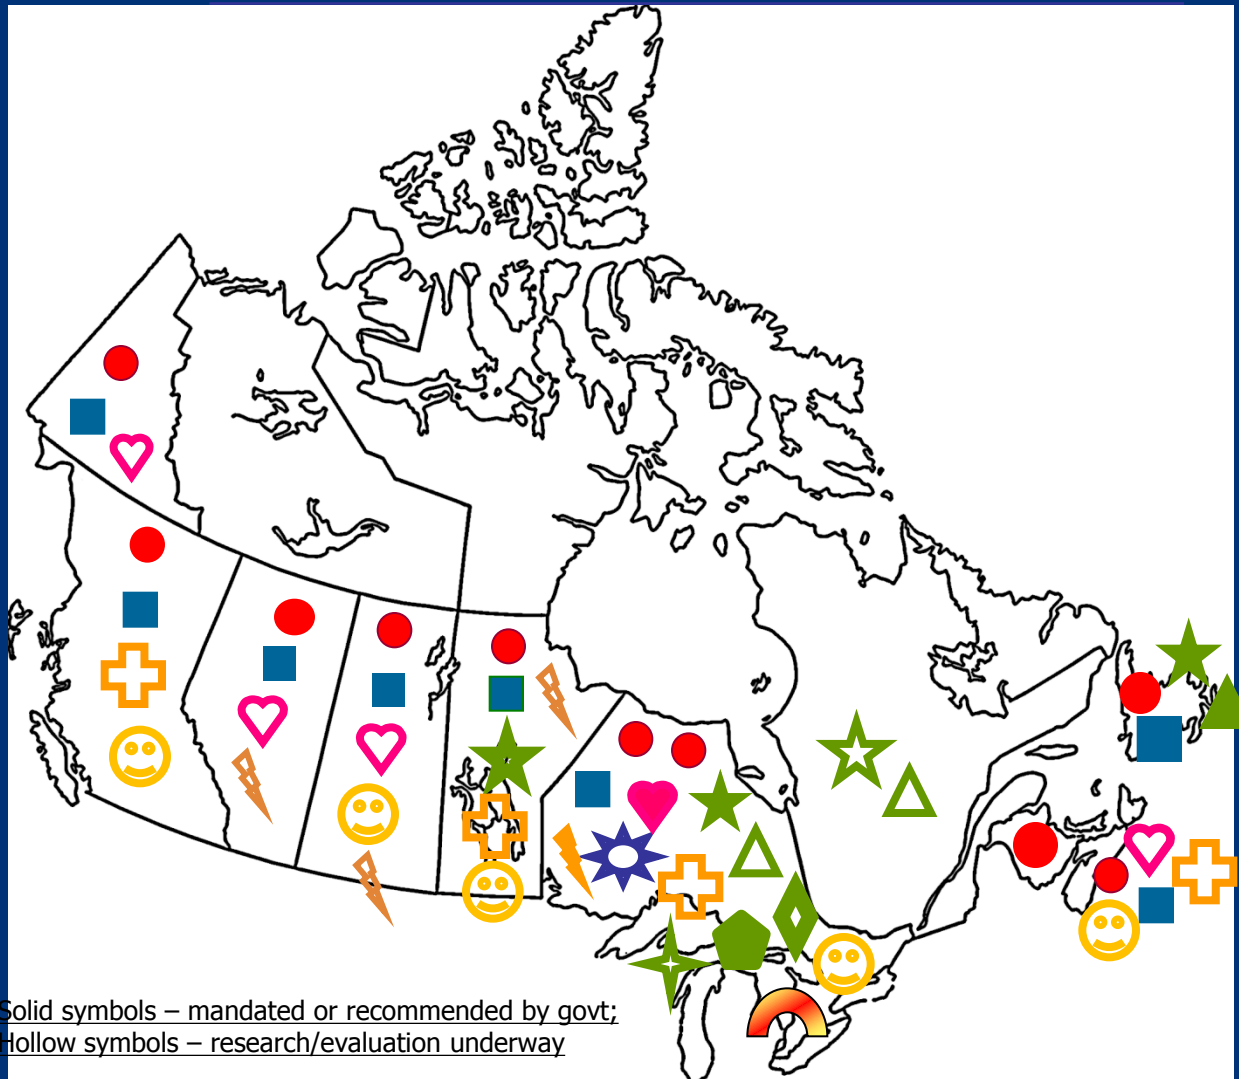 Solid symbols – mandated or recommended by govt;
Hollow symbols – research/evaluation underway